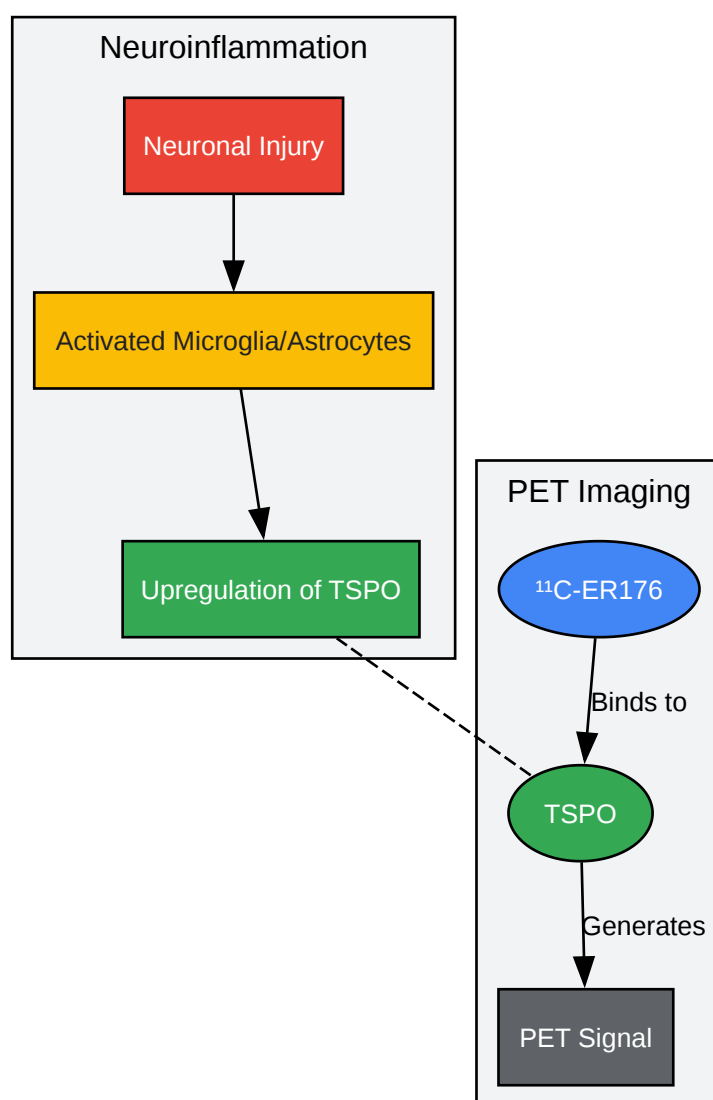 Neuroinflammation
Neuronal Injury
Activated Microglia/Astrocytes
Upregulation of TSPO
PET Imaging
¹¹C-ER176
Binds to
TSPO
Generates
PET Signal